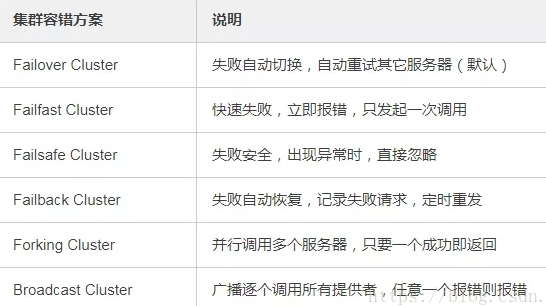 集群容错方案 说明
Failover Cluster 失败自动切换，自动重试其它服务器（默认）
Failfast Cluster 快速失败，立即报错，只发起一次调用
Failsafe Cluster 失败安全，出现异常时，直接忽略
Failback Cluster 失败自动恢复，记录失败请求，定时重发
Forking Cluster 并行调用多个服务器，只要一个成功即返回
Broadcast Cluster 广播逐个调用所有提供者，任意一个报错则报错
https://blog.csdn.